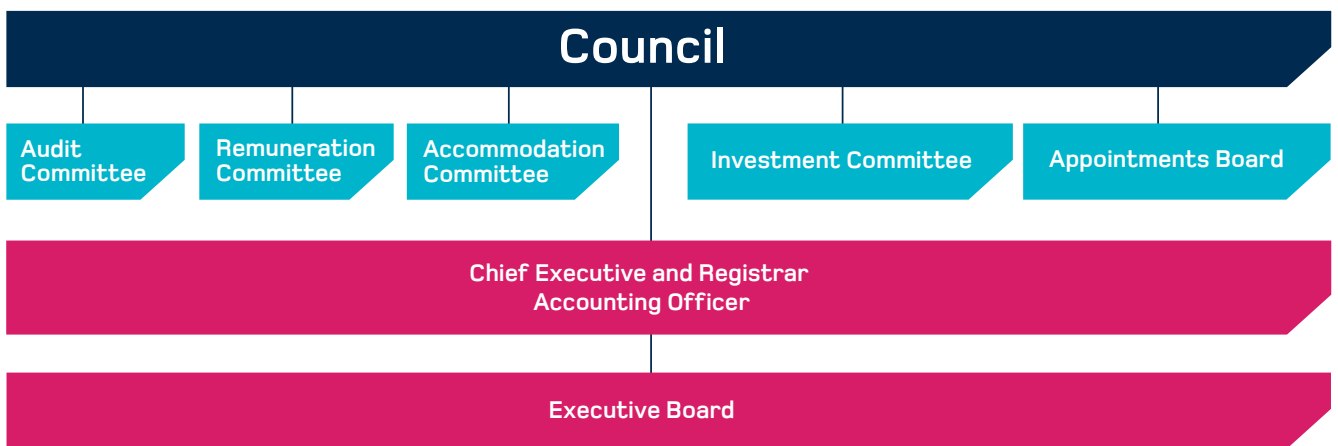 Council
Audit
Committee
Remuneration
Committee
Accommodation
Committee
Investment Committee
Appointments Board
Chief Executive and Registrar
Accounting Officer
Executive Board